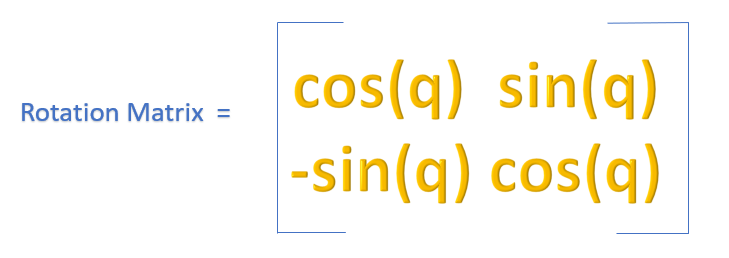 Rotation Matrix =
cos(q) sin(q)
-sin(q) cos(q)